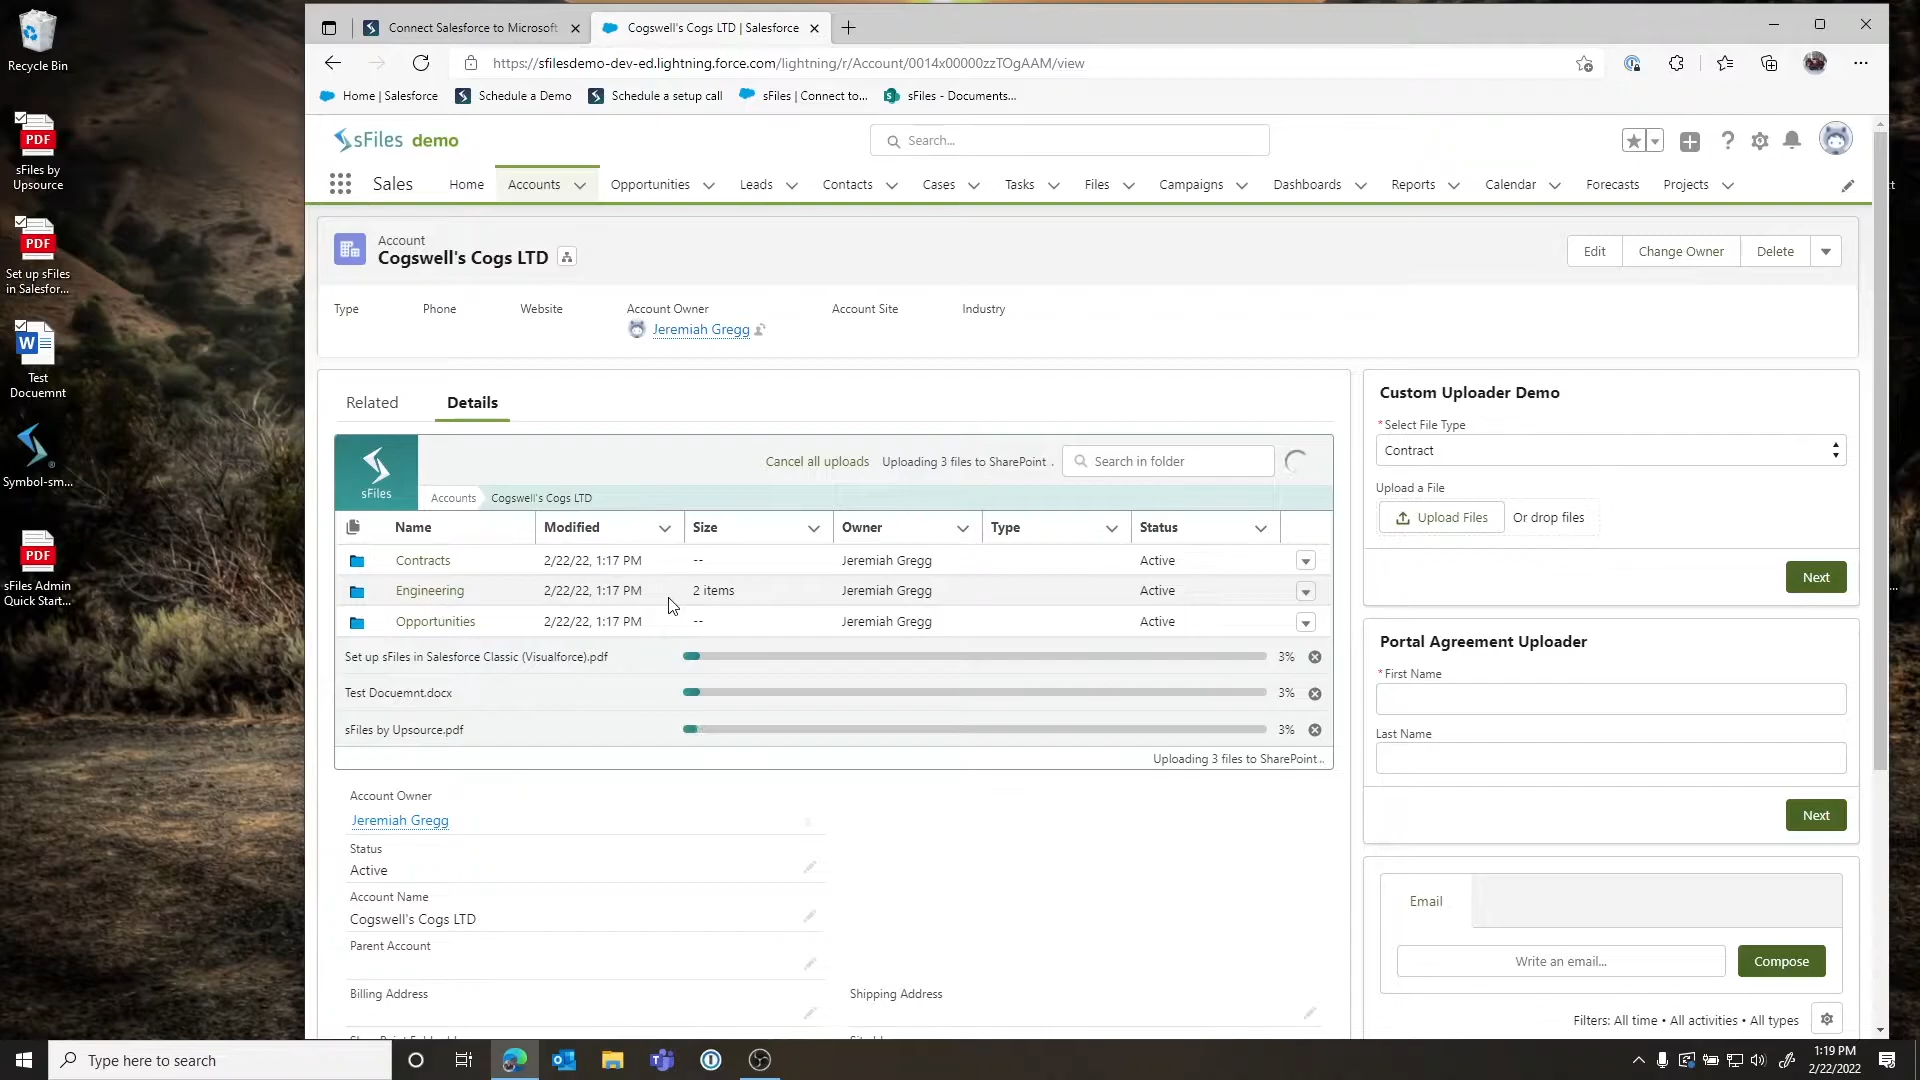 Recycle Bin
PDF
sFiles by
Upsource
PDF
Set up sFiles
in Salesfor...
W
Test
Docuemnt
Symbol-sm...
PDF
sFiles Admin
Quick Start...
Connect Salesforce to Microsoft
Cogswell's Cogs LTD | Salesforce
https://sfilesdemo-dev-ed.lightning.force.com/lightning/r/Account/0014x00000zzTOgAAM/view
Home | Salesforce
Schedule a Demo
Schedule a setup call
sFiles | Connect to...
sFiles - Documents...
sFiles demo
Search...
Sales
Home
Accounts
Opportunities
Leads
Contacts
Cases
Tasks
Files
Campaigns
Dashboards
Reports
Calendar
Forecasts
Projects
Account
Cogswell's Cogs LTD
Edit
Change Owner
Delete
Type
Phone
Website
Account Owner
Account Site
Industry
Jeremiah Gregg
Related
Details
sFiles
Cancel all uploads
Uploading 3 files to SharePoint .
Search in folder
Accounts
Cogswell's Cogs LTD
Name
Modified
Size
Owner
Type
Status
Contracts 2/22/22, 1:17 PM -- Jeremiah Gregg Active
Engineering 2/22/22, 1:17 PM 2 items Jeremiah Gregg Active
Opportunities 2/22/22, 1:17 PM -- Jeremiah Gregg Active
Set up sFiles in Salesforce Classic (Visualforce).pdf 3%
Test Docuemnt.docx 3%
sFiles by Upsource.pdf 3%
Uploading 3 files to SharePoint ..
Account Owner
Jeremiah Gregg
Status
Active
Account Name
Cogswell's Cogs LTD
Parent Account
Billing Address
Shipping Address
Custom Uploader Demo
*Select File Type
Contract
Upload a File
Upload Files
Or drop files
Next
Portal Agreement Uploader
*First Name
Last Name
Next
Email
Write an email...
Compose
Filters: All time • All activities • All types
Type here to search
1:19 PM
2/22/2022